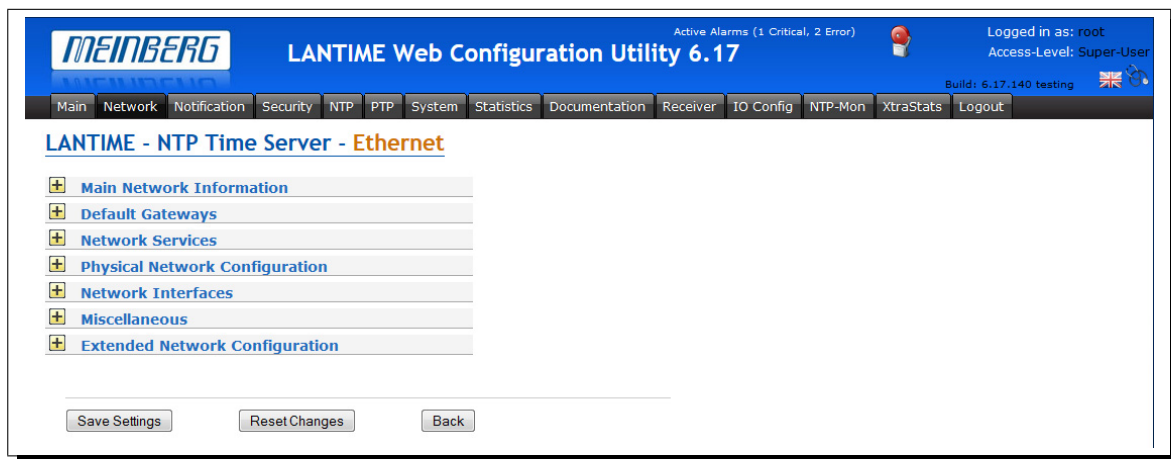 MEINBERG
LANTIME Web Configuration Utility 6.17
Active Alarms (1 Critical, 2 Error)
Logged in as: root
Access-Level: Super-User
Build: 6.17.140 testing
Main Network Notification Security NTP PTP System Statistics Documentation Receiver IO Config NTP-Mon XtraStats Logout
LANTIME - NTP Time Server - Ethernet
Main Network Information
Default Gateways
Network Services
Physical Network Configuration
Network Interfaces
Miscellaneous
Extended Network Configuration
Save Settings Reset Changes Back